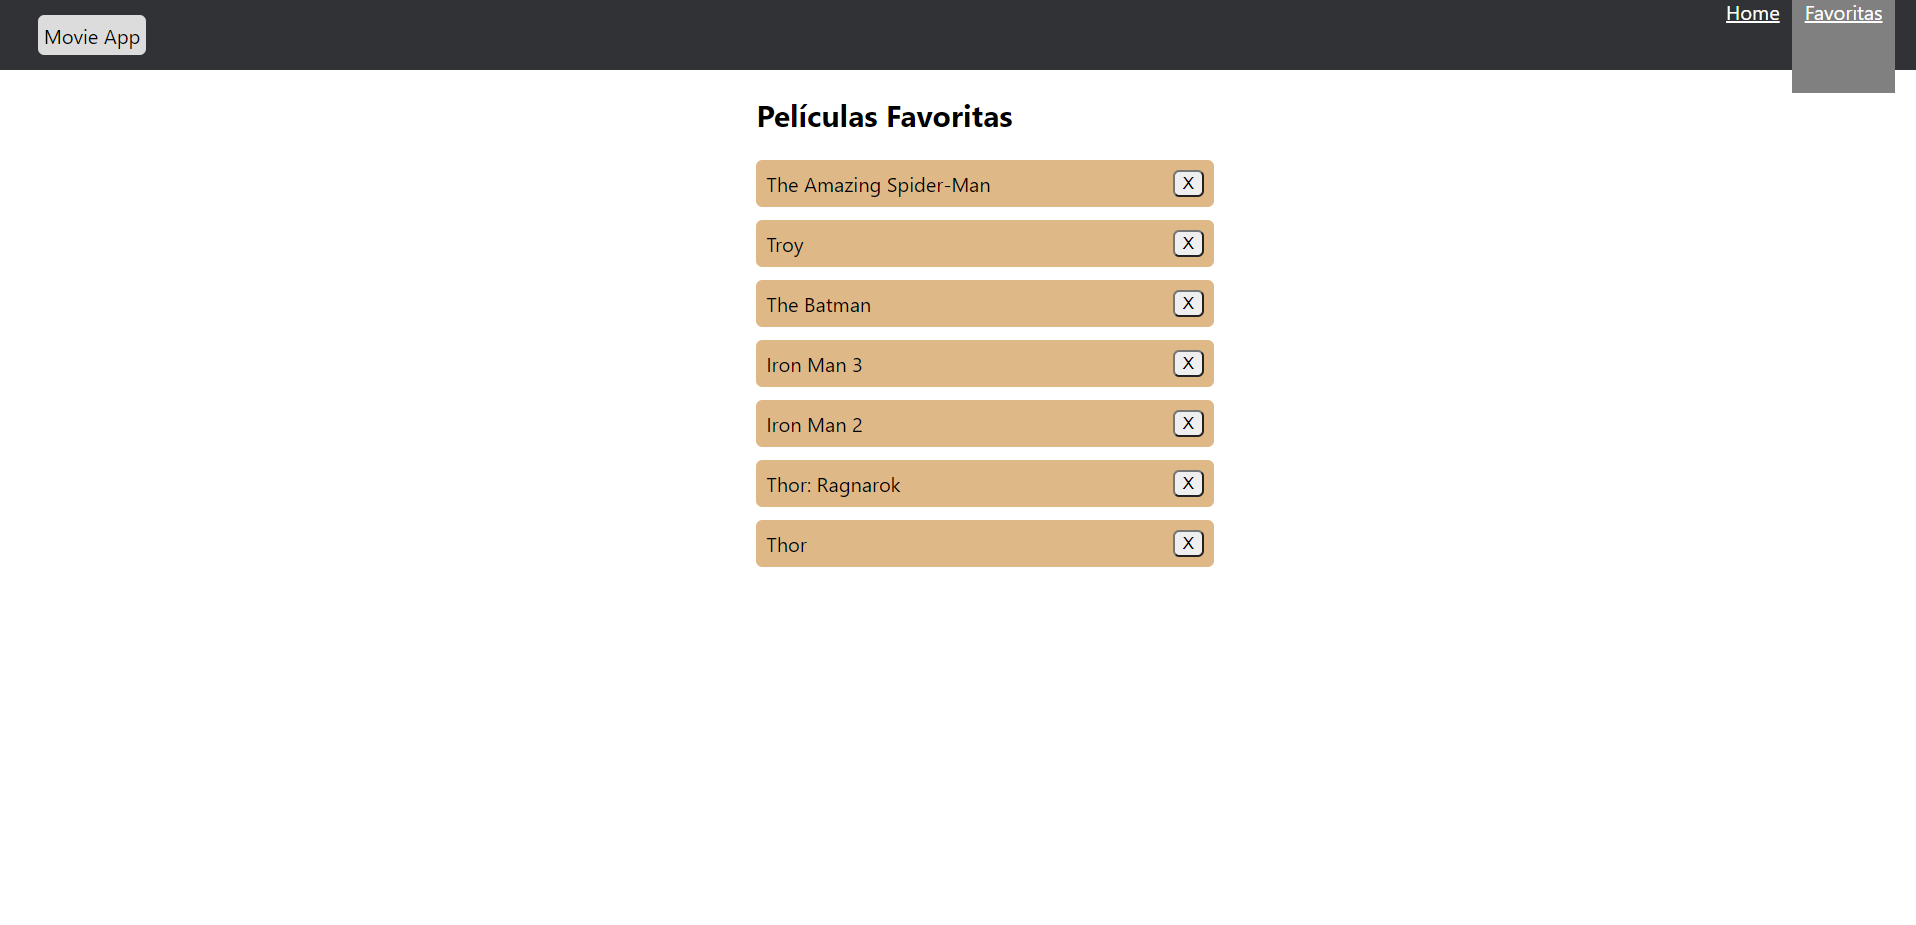 Movie App
Home
Favoritas
Películas Favoritas
The Amazing Spider-Man X
Troy X
The Batman X
Iron Man 3 X
Iron Man 2 X
Thor: Ragnarok X
Thor X